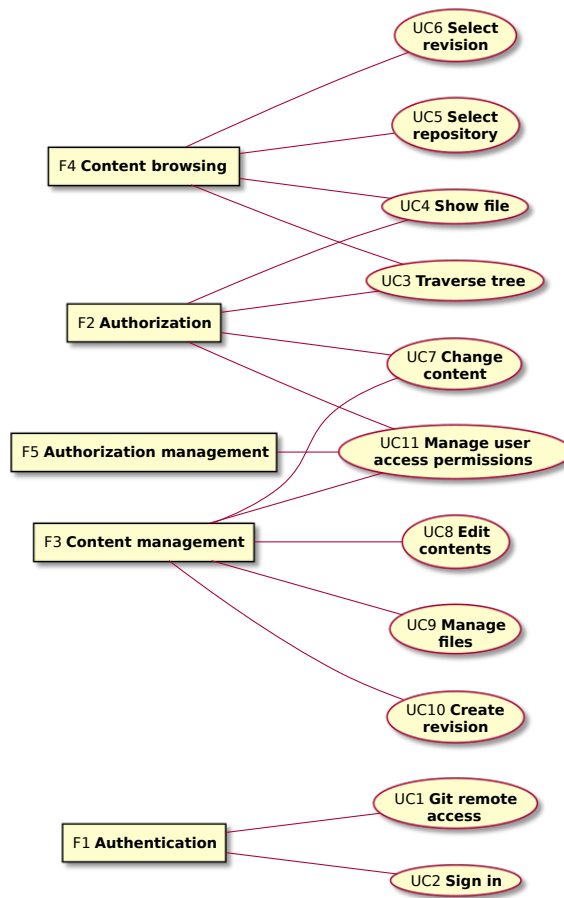 UC6 Select
revision
UC5 Select
repository
F4 Content browsing
UC4 Show file
UC3 Traverse tree
F2 Authorization
UC7 Change
content
F5 Authorization management
UC11 Manage user
access permissions
F3 Content management
UC8 Edit
contents
UC9 Manage
files
UC10 Create
revision
UC1 Git remote
access
F1 Authentication
UC2 Sign in